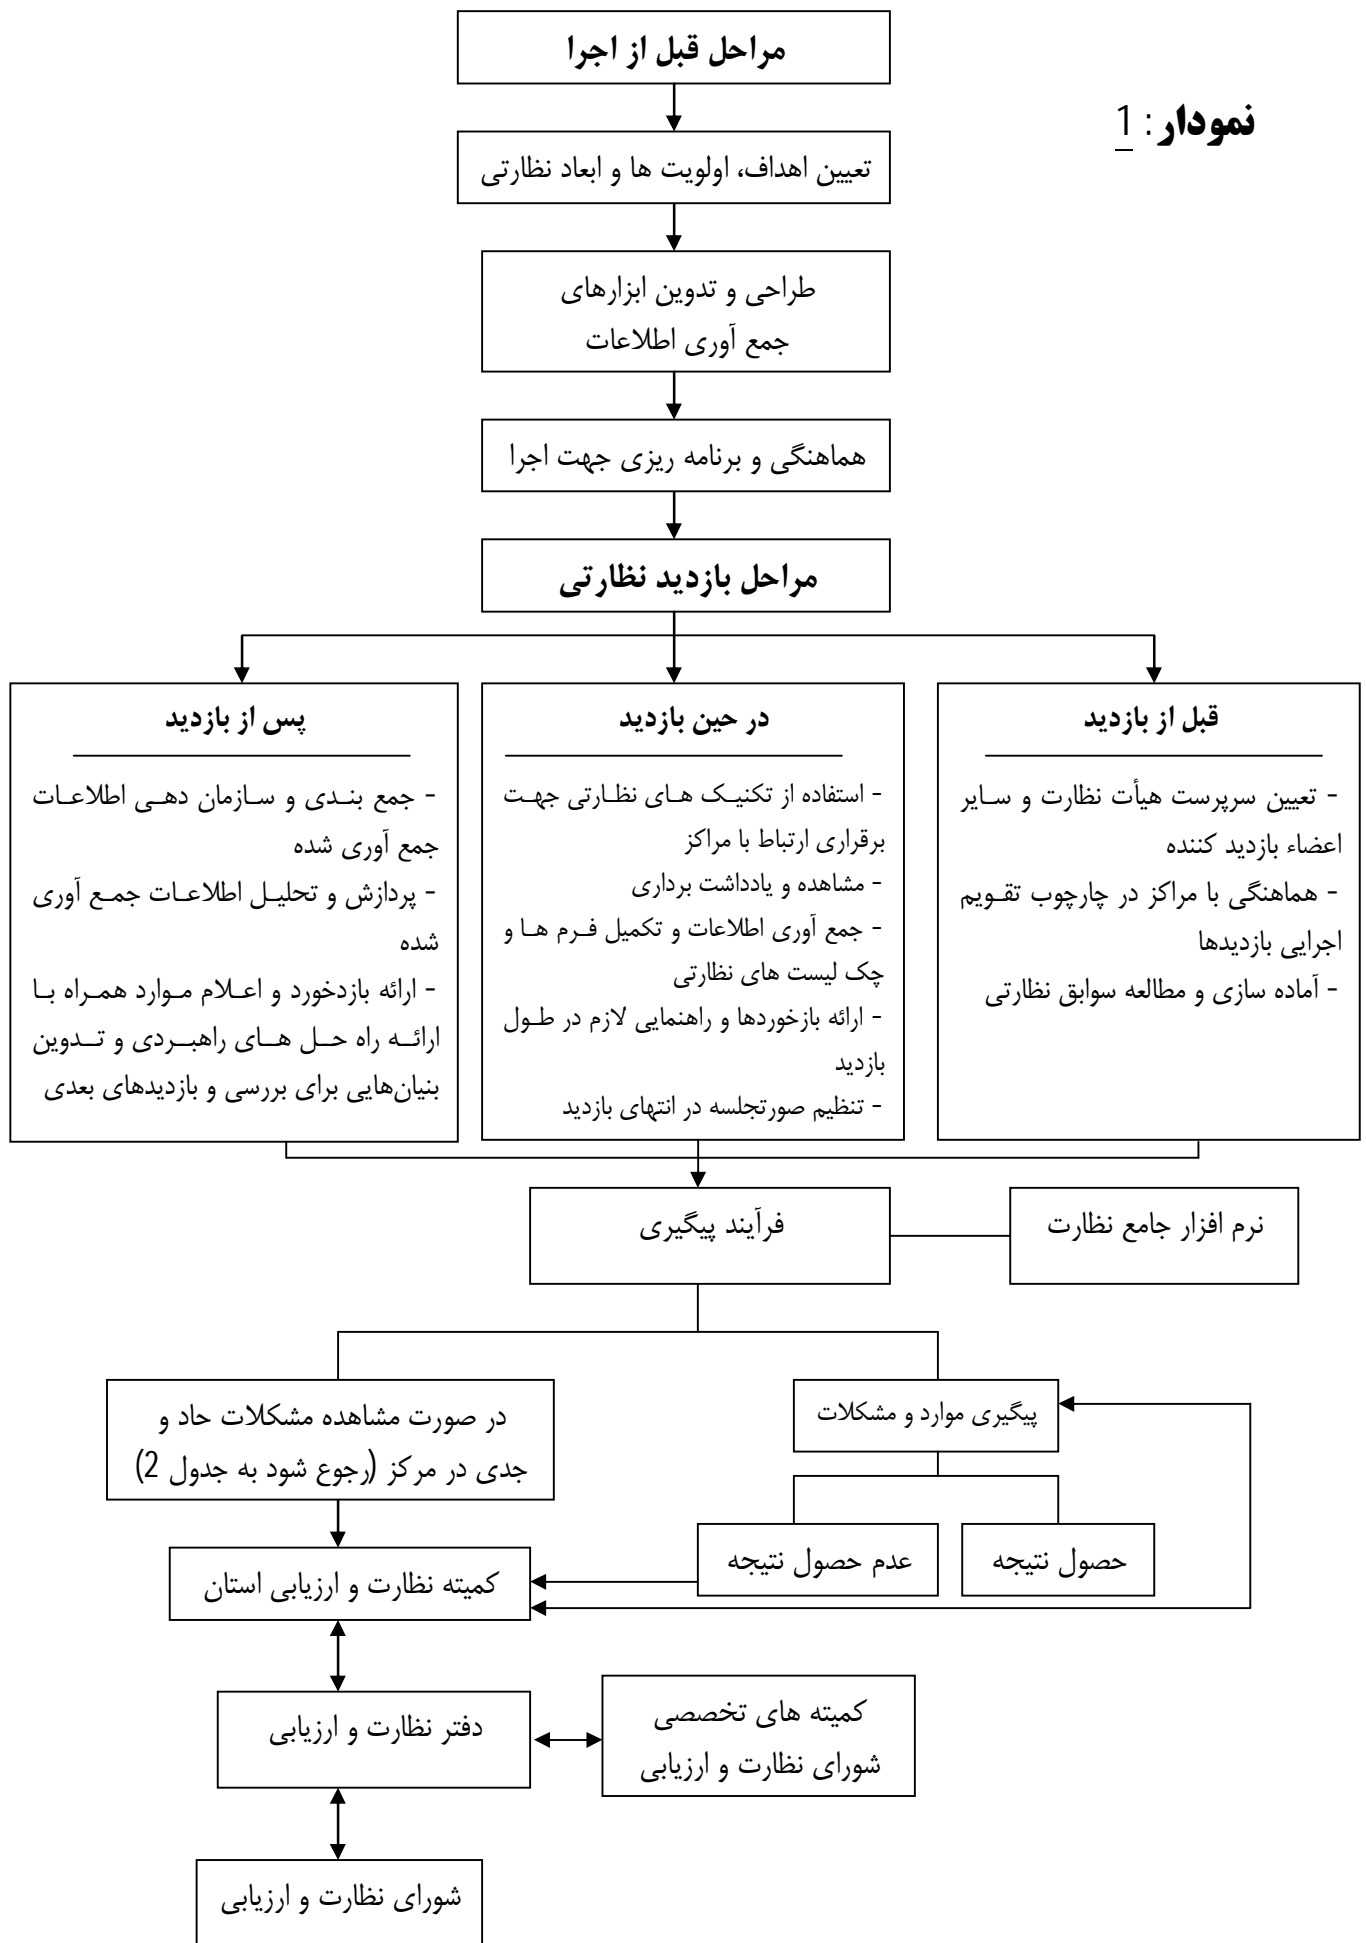 مراحل قبل از اجرا
نمودار : 1
تعیین اهداف، اولویت ها و ابعاد نظارتی
طراحی و تدوین ابزارهای
جمع آوری اطلاعات
هماهنگی و برنامه ریزی جهت اجرا
مراحل بازدید نظارتی
قبل از بازدید
- تعیین سرپرست هیأت نظارت و سایر
اعضاء بازدید کننده
- هماهنگی با مراکز در چارچوب تقویم
اجرایی بازدیدها
- آماده سازی و مطالعه سوابق نظارتی
در حین بازدید
- استفاده از تکنیک های نظارتی جهت
برقراری ارتباط با مراکز
- مشاهده و یادداشت برداری
- جمع آوری اطلاعات و تکمیل فرم ها و
چک لیست های نظارتی
- ارائه بازخوردها و راهنمایی لازم در طول
بازدید
- تنظیم صورتجلسه در انتهای بازدید
پس از بازدید
- جمع بندی و سازمان دهی اطلاعات
جمع آوری شده
- پردازش و تحلیل اطلاعات جمع آوری
شده
- ارائه بازدخورد و اعلام موارد همراه با
ارائه راه حل های راهبردی و تدوین
بنیان‌هایی برای بررسی و بازدیدهای بعدی
فرآیند پیگیری
نرم افزار جامع نظارت
پیگیری موارد و مشکلات
در صورت مشاهده مشکلات حاد و
جدی در مرکز (رجوع شود به جدول 2)
حصول نتیجه
عدم حصول نتیجه
کمیته نظارت و ارزیابی استان
دفتر نظارت و ارزیابی
کمیته های تخصصی
شورای نظارت و ارزیابی
شورای نظارت و ارزیابی